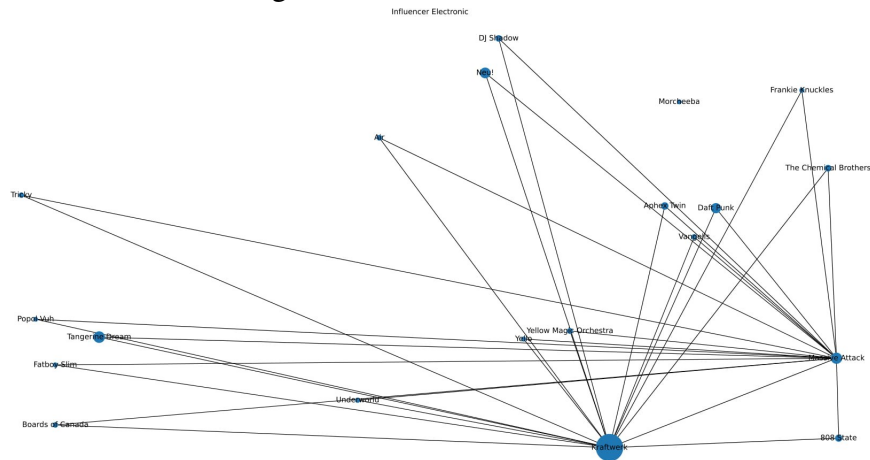 Influencer Electronic
DJ Shadow
Neu!
Frankie Knuckles
Morcheeba
Air
The Chemical Brothers
Tricky
Aphex Twin
Daft Punk
Vangelis
Popol Vuh
Yellow Magic Orchestra
Tangerine Dream
Yello
Massive Attack
Fatboy Slim
Underworld
Boards of Canada
808 State
Kraftwerk